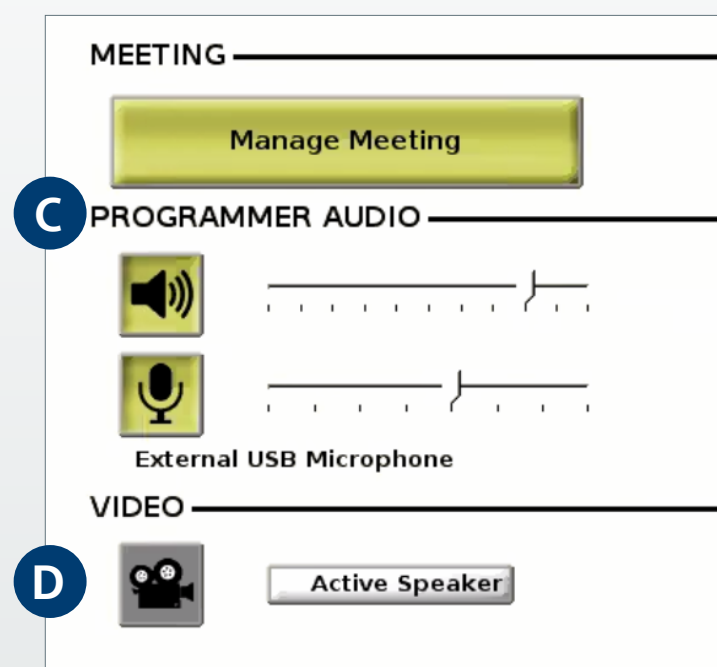 MEETING
Manage Meeting
C
PROGRAMMER AUDIO
External USB Microphone
VIDEO
D
Active Speaker